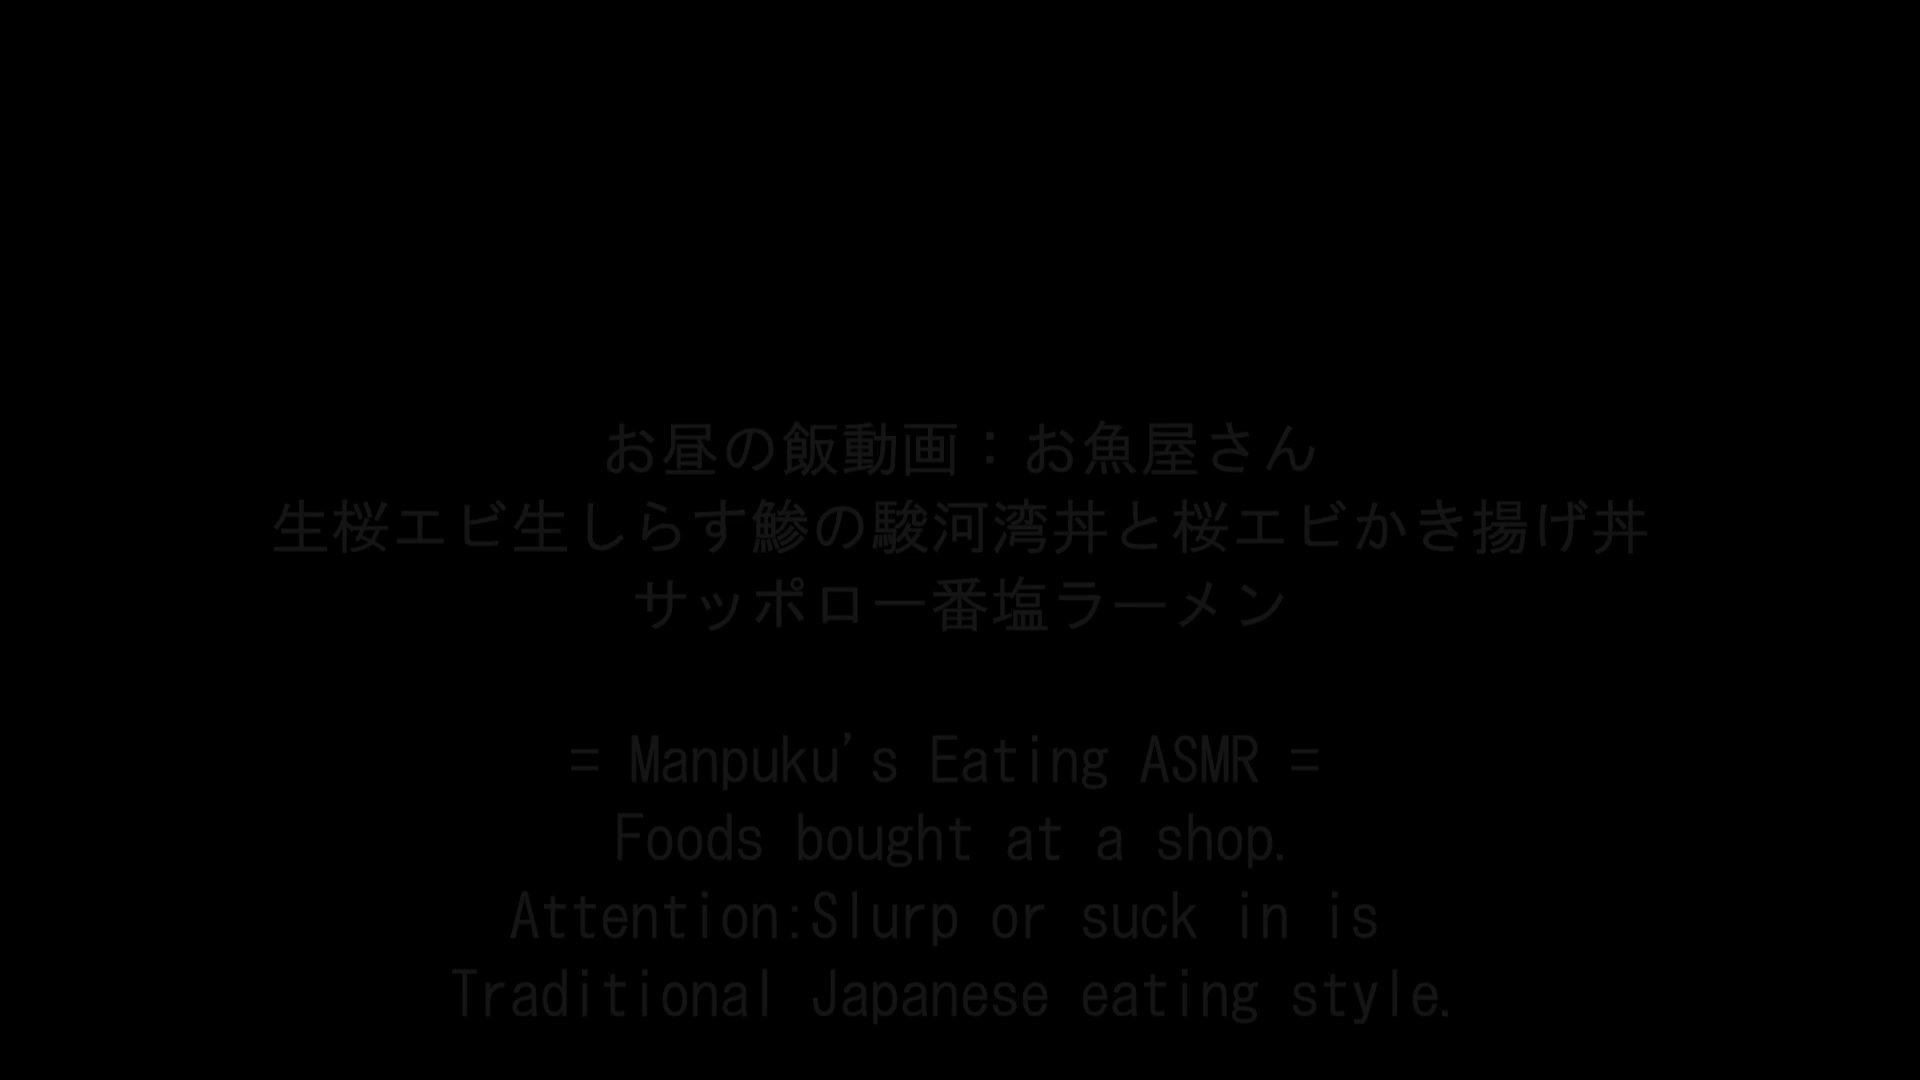 お昼の飯動画：お魚屋さん
生桜エビ生しらす鯵の駿河湾丼と桜エビかき揚げ丼
サッポロ一番塩ラーメン
= Manpuku's Eating ASMR =
Foods bought at a shop.
Attention:Slurp or suck in is
Traditional Japanese eating style.